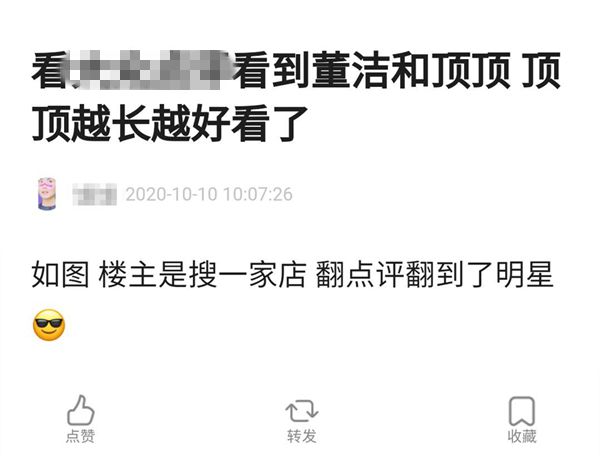 看看到董洁和顶顶 顶
顶越长越好看了
2020-10-10 10:07:26
如图 楼主是搜一家店 翻点评翻到了明星
😎
点赞
转发
收藏